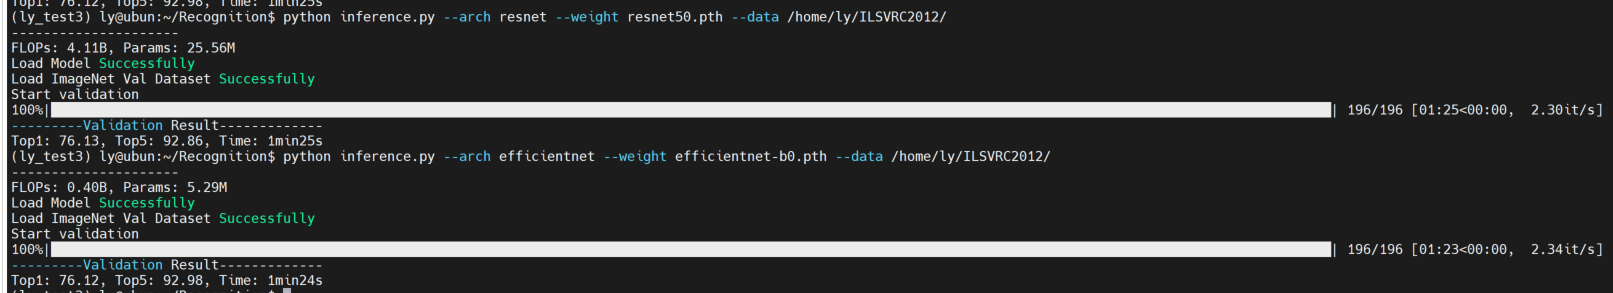 Top1: 76.12, Top5: 92.98, Time: 1min25s
(ly_test3) ly@ubun:~/Recognition$ python inference.py --arch resnet --weight resnet50.pth --data /home/ly/ILSVRC2012/
---------------------
FLOPs: 4.11B, Params: 25.56M
Load Model Successfully
Load ImageNet Val Dataset Successfully
Start validation
100%| | 196/196 [01:25<00:00, 2.30it/s]
---------Validation Result-------------
Top1: 76.13, Top5: 92.86, Time: 1min25s
(ly_test3) ly@ubun:~/Recognition$ python inference.py --arch efficientnet --weight efficientnet-b0.pth --data /home/ly/ILSVRC2012/
---------------------
FLOPs: 0.40B, Params: 5.29M
Load Model Successfully
Load ImageNet Val Dataset Successfully
Start validation
100%| | 196/196 [01:23<00:00, 2.34it/s]
---------Validation Result-------------
Top1: 76.12, Top5: 92.98, Time: 1min24s
(ly_test3) ly@ubun:~/Recognition$